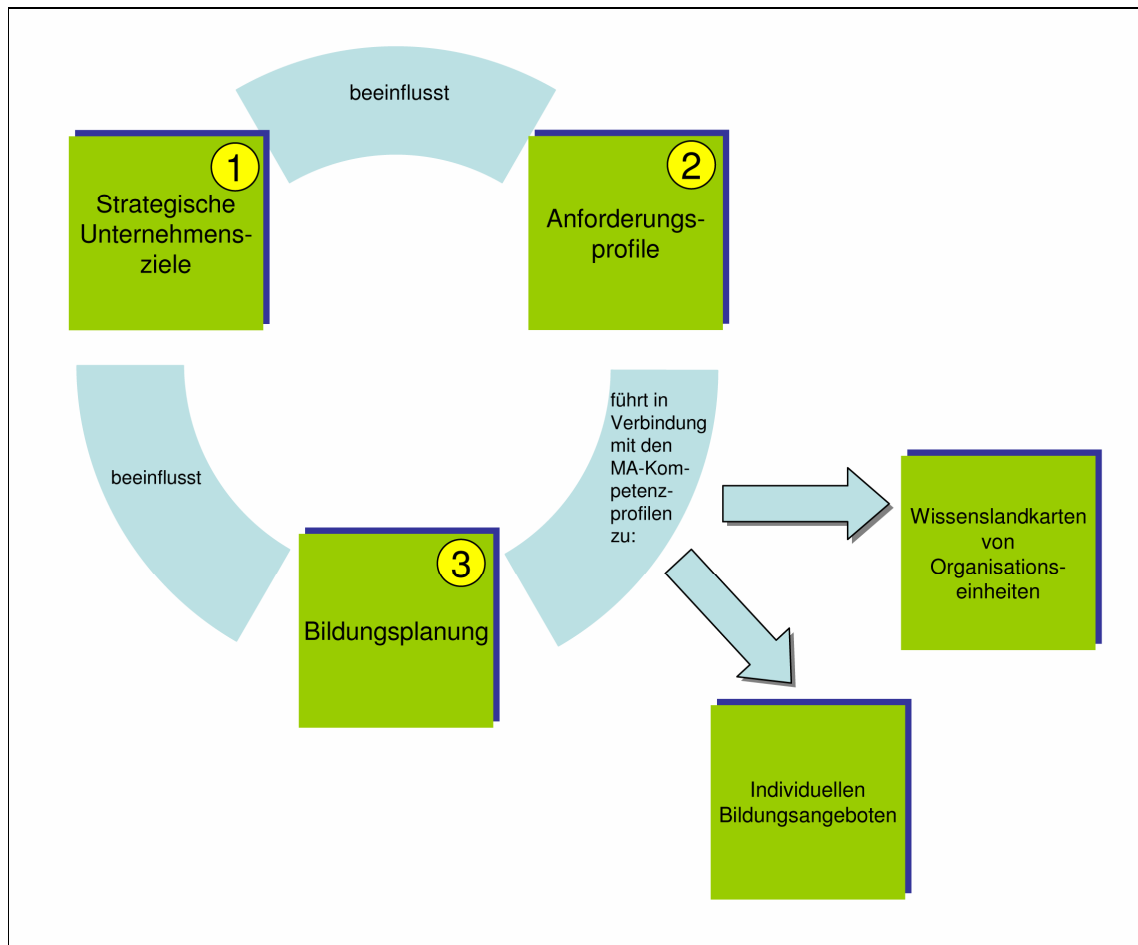 beeinflusst
1
Strategische
Unternehmens-
ziele
2
Anforderungs-
profile
führt in
Verbindung
mit den
MA-Kom-
petenz-
profilen
zu:
beeinflusst
3
Bildungsplanung
Wissenslandkarten
von
Organisations-
einheiten
Individuellen
Bildungsangeboten